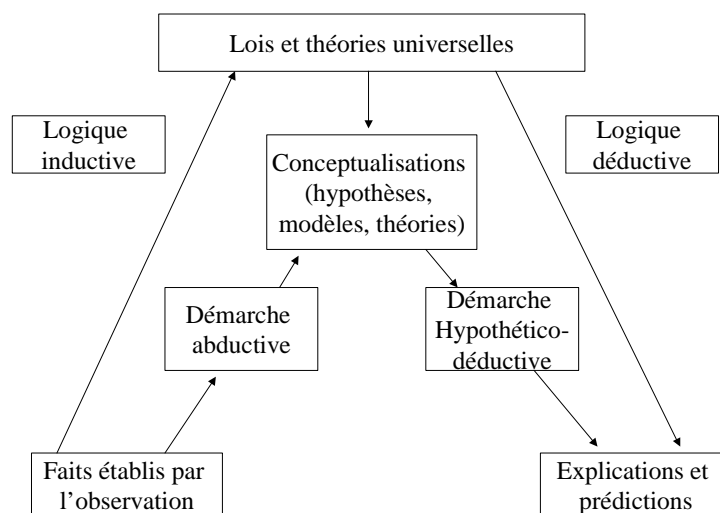 Lois et théories universelles
Logique
inductive
Logique
déductive
Conceptualisations
(hypothèses,
modèles, théories)
Démarche
abductive
Démarche
Hypothético-
déductive
Faits établis par
l’observation
Explications et
prédictions